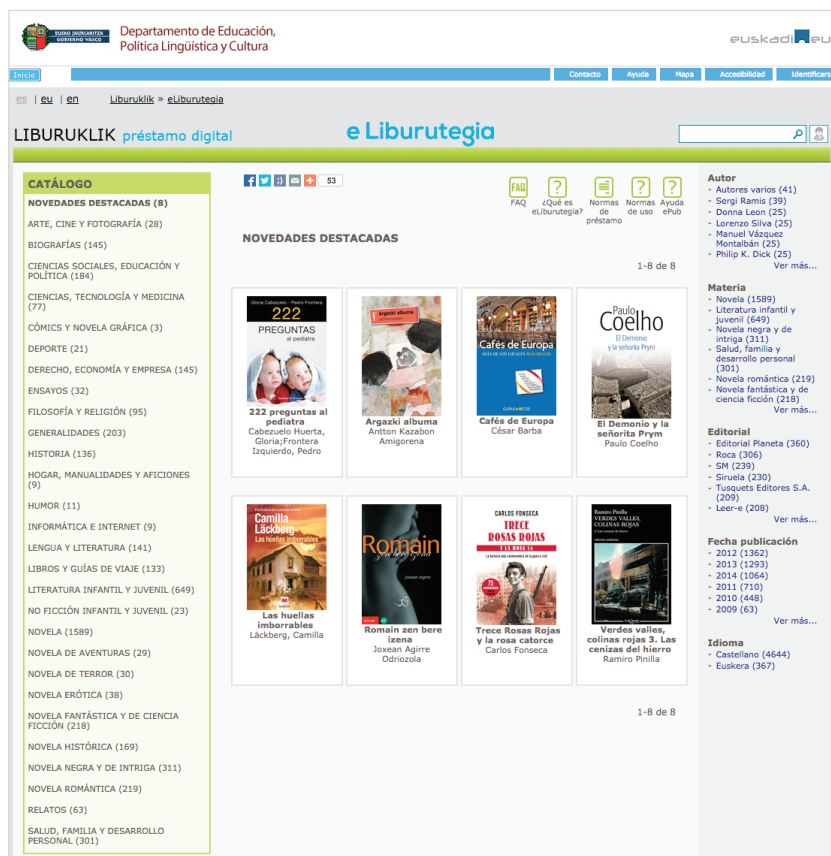 EUSKO JAURLARITZA
GOBIERNO VASCO
Departamento de Educación,
Política Lingüística y Cultura
euskadi.eu
Inicio
Contacto Ayuda Mapa Accesibilidad Identificars
es | eu | en Liburuklik » eLiburutegia
LIBURUKLIK préstamo digital
e Liburutegia
CATÁLOGO
NOVEDADES DESTACADAS (8)
ARTE, CINE Y FOTOGRAFÍA (28)
BIOGRAFÍAS (145)
CIENCIAS SOCIALES, EDUCACIÓN Y
POLÍTICA (184)
CIENCIAS, TECNOLOGÍA Y MEDICINA
(77)
CÓMICS Y NOVELA GRÁFICA (3)
DEPORTE (21)
DERECHO, ECONOMÍA Y EMPRESA (145)
ENSAYOS (32)
FILOSOFÍA Y RELIGIÓN (95)
GENERALIDADES (203)
HISTORIA (136)
HOGAR, MANUALIDADES Y AFICIONES
(9)
HUMOR (11)
INFORMÁTICA E INTERNET (9)
LENGUA Y LITERATURA (141)
LIBROS Y GUÍAS DE VIAJE (133)
LITERATURA INFANTIL Y JUVENIL (649)
NO FICCIÓN INFANTIL Y JUVENIL (23)
NOVELA (1589)
NOVELA DE AVENTURAS (29)
NOVELA DE TERROR (30)
NOVELA ERÓTICA (38)
NOVELA FANTÁSTICA Y DE CIENCIA
FICCIÓN (218)
NOVELA HISTÓRICA (169)
NOVELA NEGRA Y DE INTRIGA (311)
NOVELA ROMÁNTICA (219)
RELATOS (63)
SALUD, FAMILIA Y DESARROLLO
PERSONAL (301)
53
FAQ
FAQ
¿Qué es
eLiburutegia?
Normas
de
préstamo
Normas
de uso
Ayuda
ePub
NOVEDADES DESTACADAS
1-8 de 8
Gloria Cabezuelo - Pedro Frontera
222
PREGUNTAS
al pediatra
222 preguntas al
pediatra
Cabezuelo Huerta,
Gloria;Frontera
Izquierdo, Pedro
Argazki albuma
Argazki albuma
Antton Kazabon
Amigorena
Cafés de Europa
GUÍA DE LOS LOCALES MÁS BELLOS
Cafés de Europa
César Barba
Paulo
Coelho
El Demonio
y la señorita Prym
El Demonio y la
señorita Prym
Paulo Coelho
Camilla
Läckberg
Las huellas imborrables
Las huellas
imborrables
Läckberg, Camilla
Romain
zen bere izena
Joxean Agirre
Romain zen bere
izena
Joxean Agirre
Odriozola
CARLOS FONSECA
TRECE
ROSAS ROJAS
Y LA ROSA 14
Trece Rosas Rojas
y la rosa catorce
Carlos Fonseca
Ramiro Pinilla
VERDES VALLES,
COLINAS ROJAS
Verdes valles,
colinas rojas 3. Las
cenizas del hierro
Ramiro Pinilla
1-8 de 8
Autor
- Autores varios (41)
- Sergi Ramis (39)
- Donna Leon (25)
- Lorenzo Silva (25)
- Manuel Vázquez
Montalbán (25)
- Philip K. Dick (25)
Ver más...
Materia
- Novela (1589)
- Literatura infantil y
juvenil (649)
- Novela negra y de
intriga (311)
- Salud, familia y
desarrollo personal
(301)
- Novela romántica (219)
- Novela fantástica y de
ciencia ficción (218)
Ver más...
Editorial
- Editorial Planeta (360)
- Roca (306)
- SM (239)
- Siruela (230)
- Tusquets Editores S.A.
(209)
- Leer-e (208)
Ver más...
Fecha publicación
- 2012 (1362)
- 2013 (1293)
- 2014 (1064)
- 2011 (710)
- 2010 (448)
- 2009 (63)
Ver más...
Idioma
- Castellano (4644)
- Euskera (367)